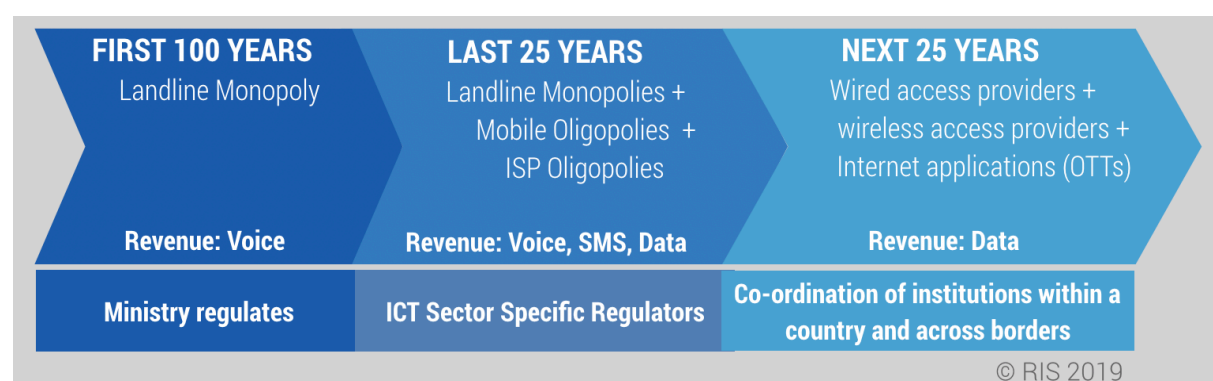 FIRST 100 YEARS
Landline Monopoly
Revenue: Voice
Ministry regulates
LAST 25 YEARS
Landline Monopolies +
Mobile Oligopolies +
ISP Oligopolies
Revenue: Voice, SMS, Data
ICT Sector Specific Regulators
NEXT 25 YEARS
Wired access providers +
wireless access providers +
Internet applications (OTTs)
Revenue: Data
Co-ordination of institutions within a
country and across borders
© RIS 2019